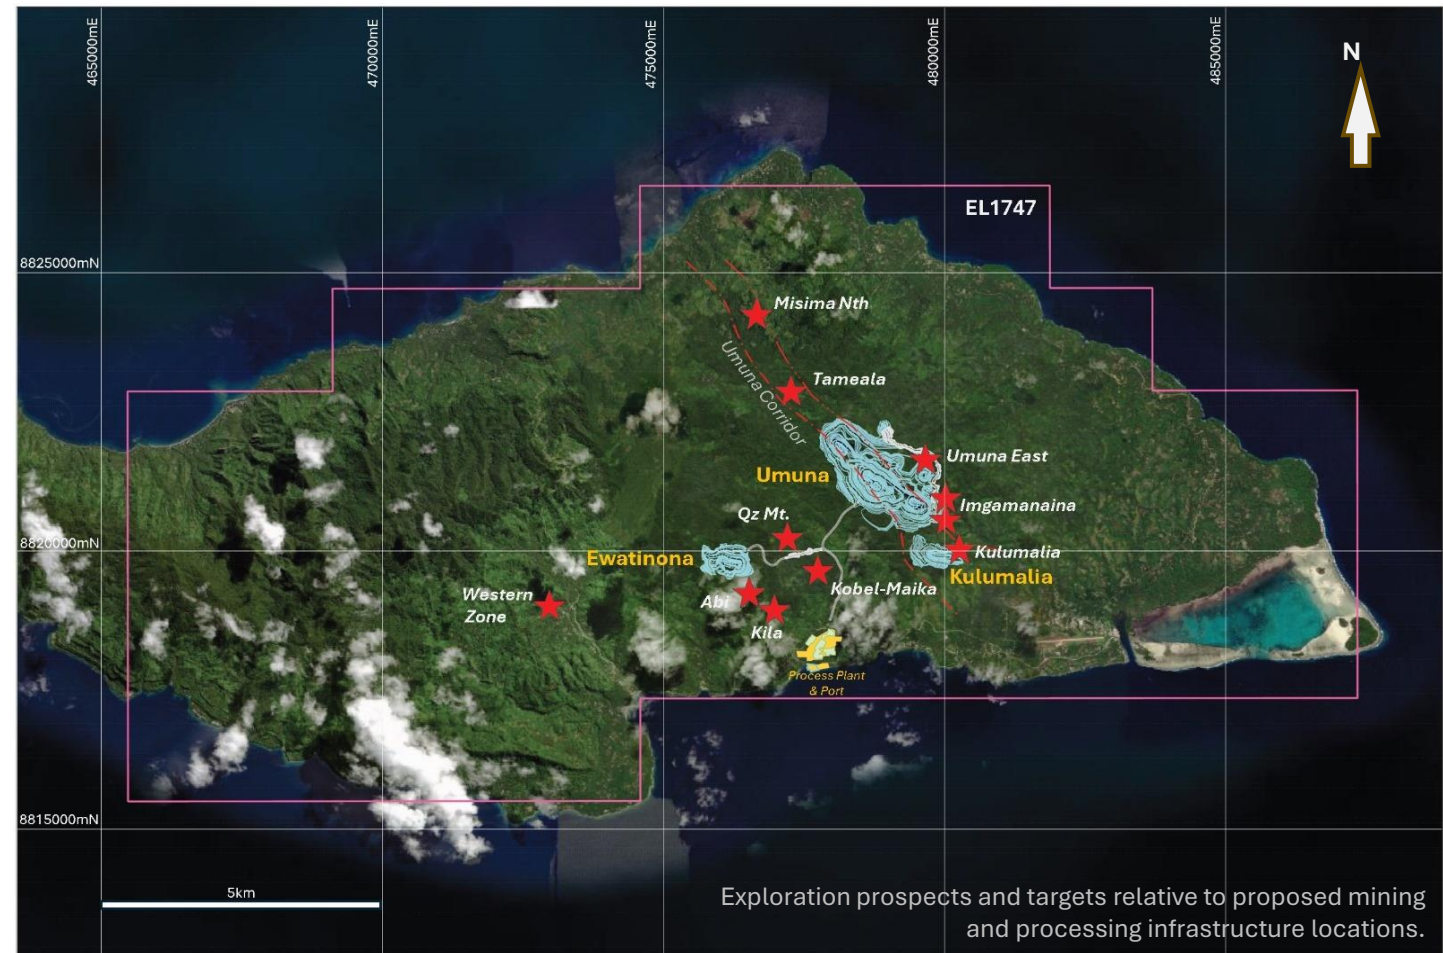 465000mE
470000mE
475000mE
480000mE
485000mE
N
EL1747
8825000mN
Misima Nth
Tameala
Umuna Corridor
Umuna East
Umuna
Imgamanaina
Qz Mt.
8820000mN
Ewatinona
Kulumalia
Kulumalia
Kobel-Maika
Western
Zone
Abi
Kila
Process Plant
& Port
8815000mN
5km
Exploration prospects and targets relative to proposed mining
and processing infrastructure locations.